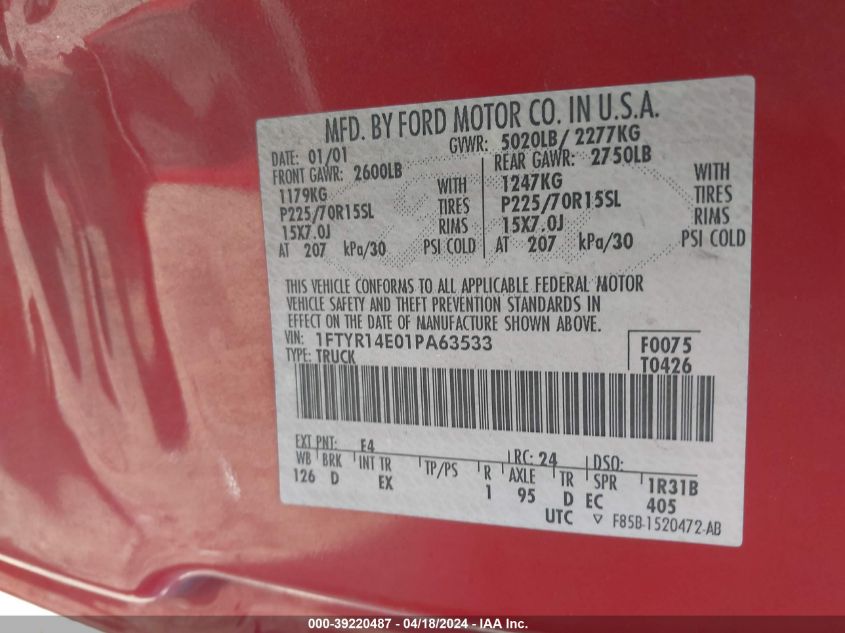 MFD. BY FORD MOTOR CO. IN U.S.A.
DATE: 01/01 GVWR: 5020LB/ 2277KG
FRONT GAWR: 2600LB REAR GAWR: 2750LB
1179KG WITH 1247KG WITH
P225/70R15SL TIRES P225/70R15SL TIRES
15X7.0J RIMS 15X7.0J RIMS
AT 207 kPa/30 PSI COLD AT 207 kPa/30 PSI COLD
THIS VEHICLE CONFORMS TO ALL APPLICABLE FEDERAL MOTOR
VEHICLE SAFETY AND THEFT PREVENTION STANDARDS IN
EFFECT ON THE DATE OF MANUFACTURE SHOWN ABOVE.
VIN: 1FTYR14E01PA63533 F0075
TYPE: TRUCK T0426
EXT PNT: E4 RC: 24 DSO:
WB BRK INT TR TP/PS R AXLE TR SPR 1R31B
126 D EX 1 95 D EC 405
UTC ▽ F85B-1520472-AB
000-39220487 - 04/18/2024 - IAA Inc.